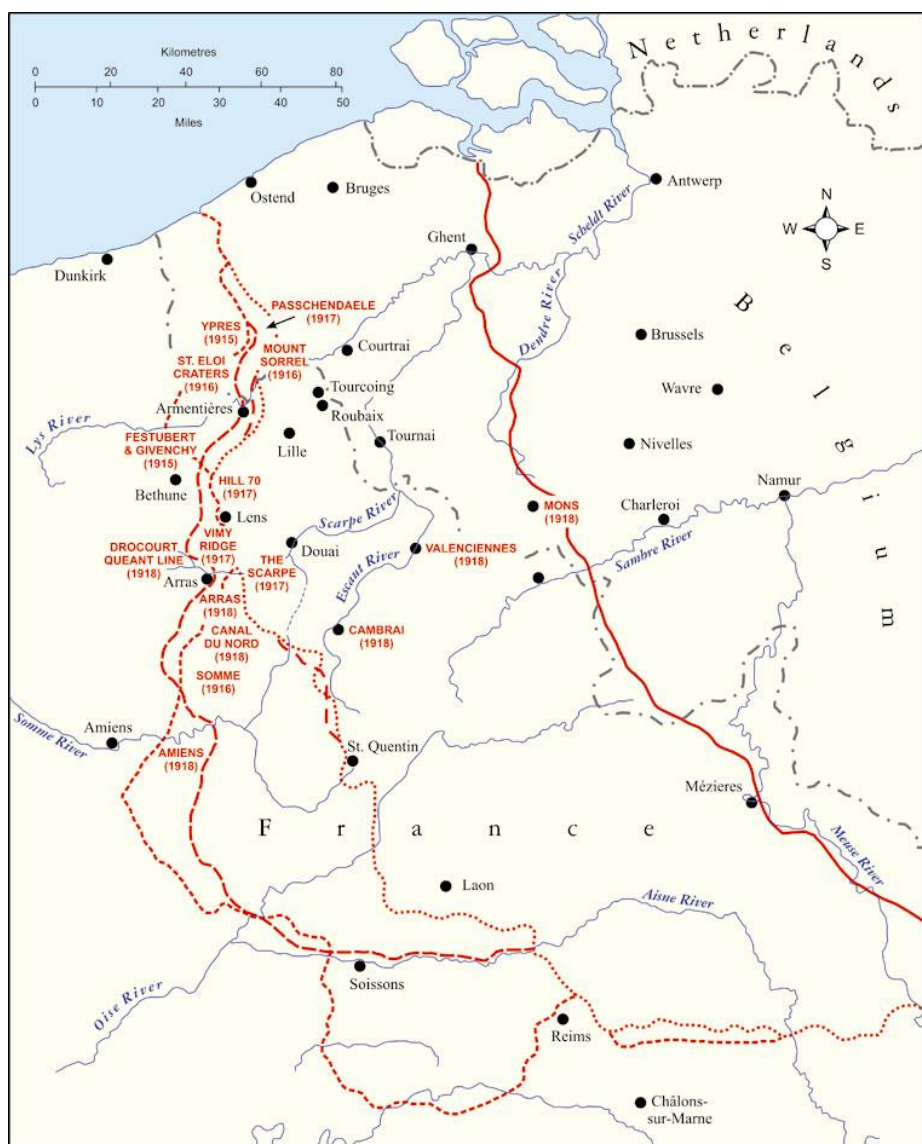 Kilometres
0 20 40 60 80
0 10 20 30 40 50
Miles
Netherlands
Ostend
Bruges
Antwerp
N
W E
S
Ghent
Scheldt River
Dunkirk
Dendre River
Belgium
PASSCHENDAELE
(1917)
YPRES
(1915)
MOUNT
SORREL
(1916)
Courtrai
Brussels
ST. ELOI
CRATERS
(1916)
Tourcoing
Roubaix
Wavre
Armentières
Lys River
Lille
Tournai
Nivelles
FESTUBERT
& GIVENCHY
(1915)
Bethune
HILL 70
(1917)
Namur
Lens
Scarpe River
MONS
(1918)
Charleroi
Sambre River
DROCOURT
QUEANT LINE
(1918)
VIMY
RIDGE
(1917)
THE
SCARPE
(1917)
Douai
Escaut River
VALENCIENNES
(1918)
Arras
ARRAS
(1918)
CANAL
DU NORD
(1918)
CAMBRAI
(1918)
SOMME
(1916)
Somme River
Amiens
AMIENS
(1918)
St. Quentin
Mézieres
France
Meuse River
Laon
Aisne River
Soissons
Oise River
Reims
Châlons-
sur-Marne